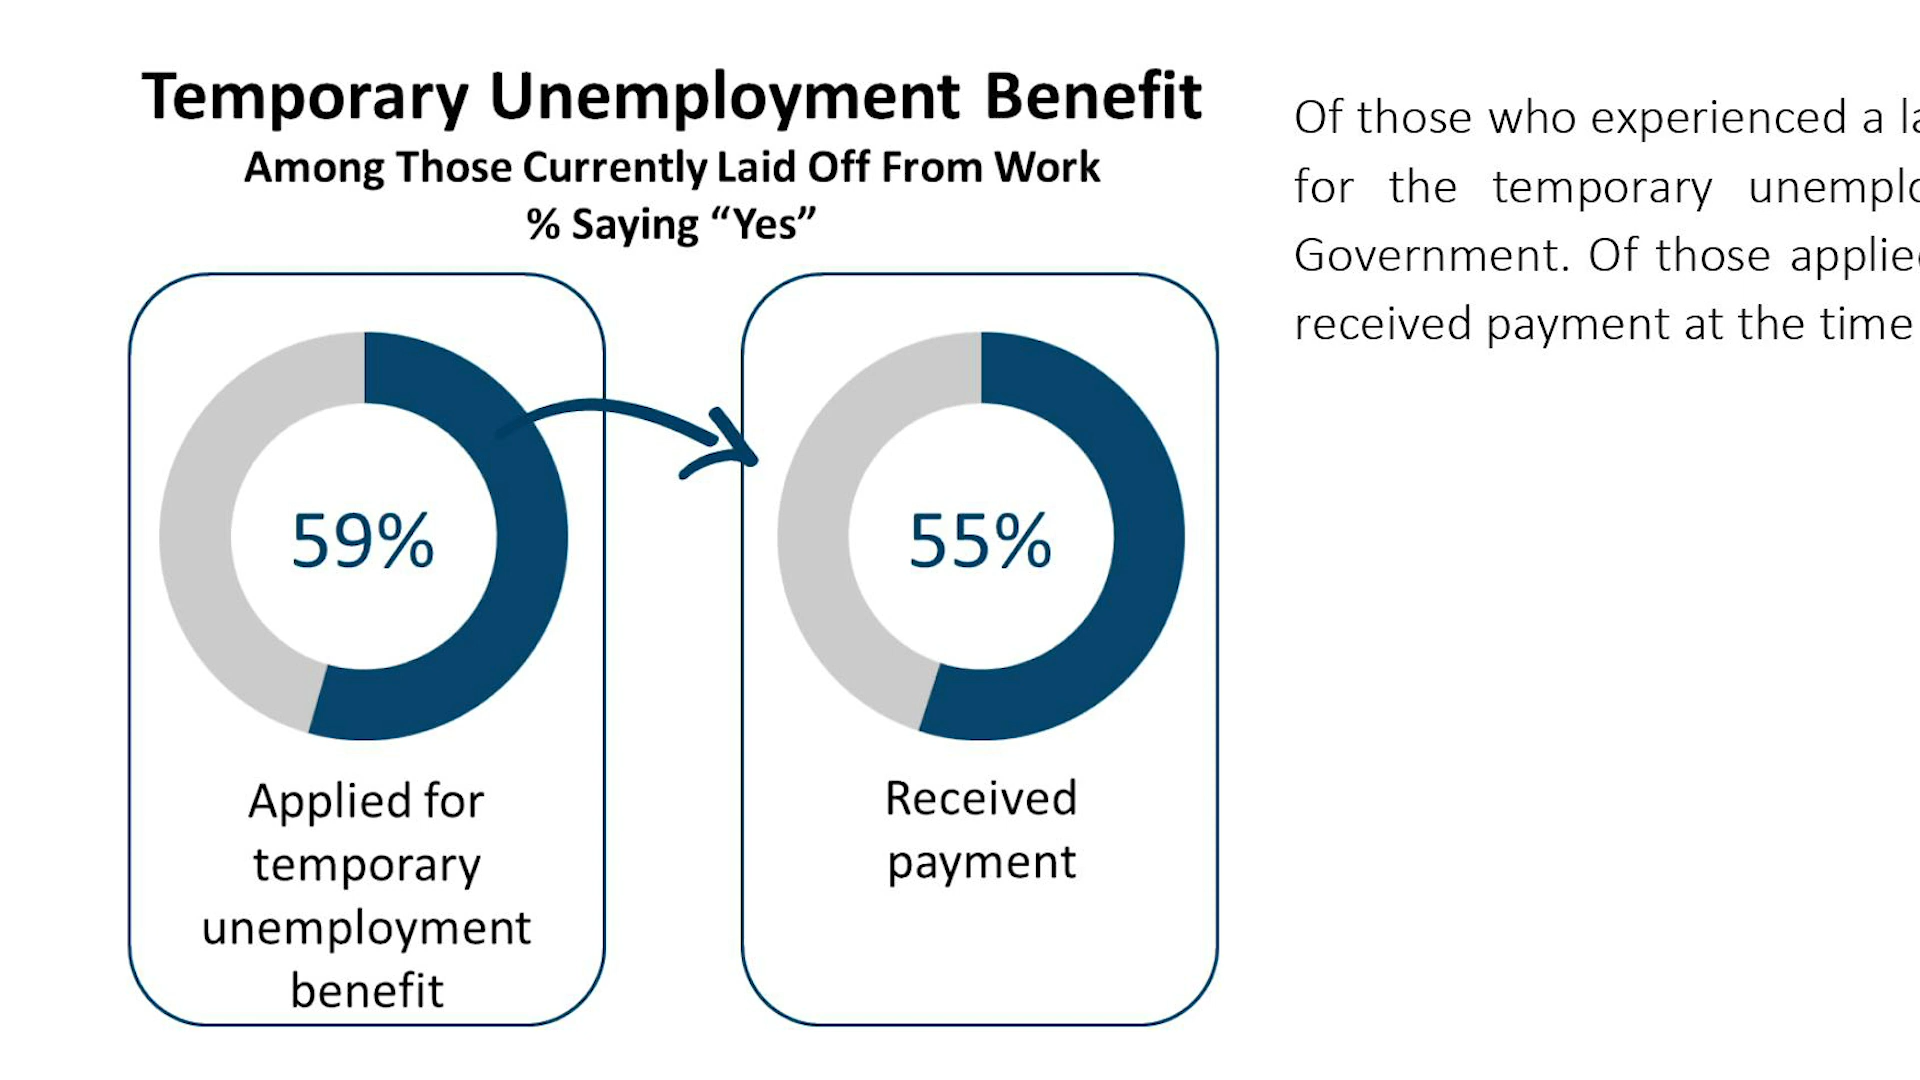 Temporary Unemployment Benefit
Among Those Currently Laid Off From Work
% Saying “Yes”
59%
Applied for
temporary
unemployment
benefit
55%
Received
payment
Of those who experienced a
for the temporary
Government. Of those
received payment at the time